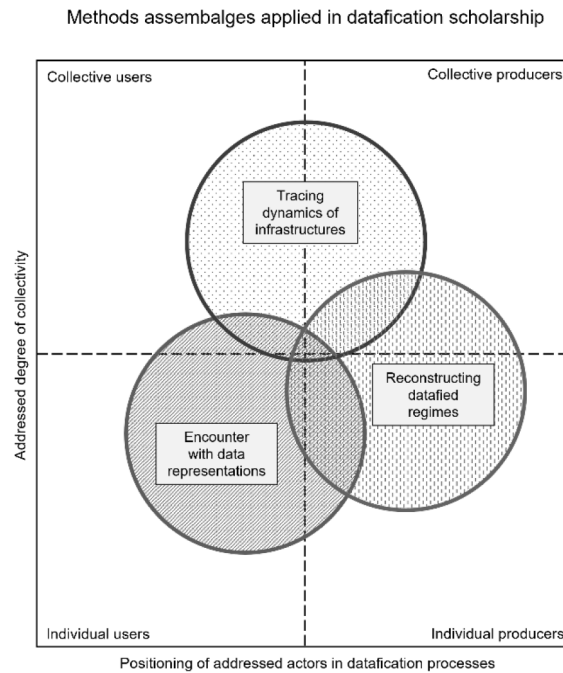 Methods assembalges applied in datafication scholarship
Collective users
Collective producers
Tracing
dynamics of
infrastructures
Reconstructing
datafied
regimes
Encounter
with data
representations
Addressed degree of collectivity
Individual users
Individual producers
Positioning of addressed actors in datafication processes